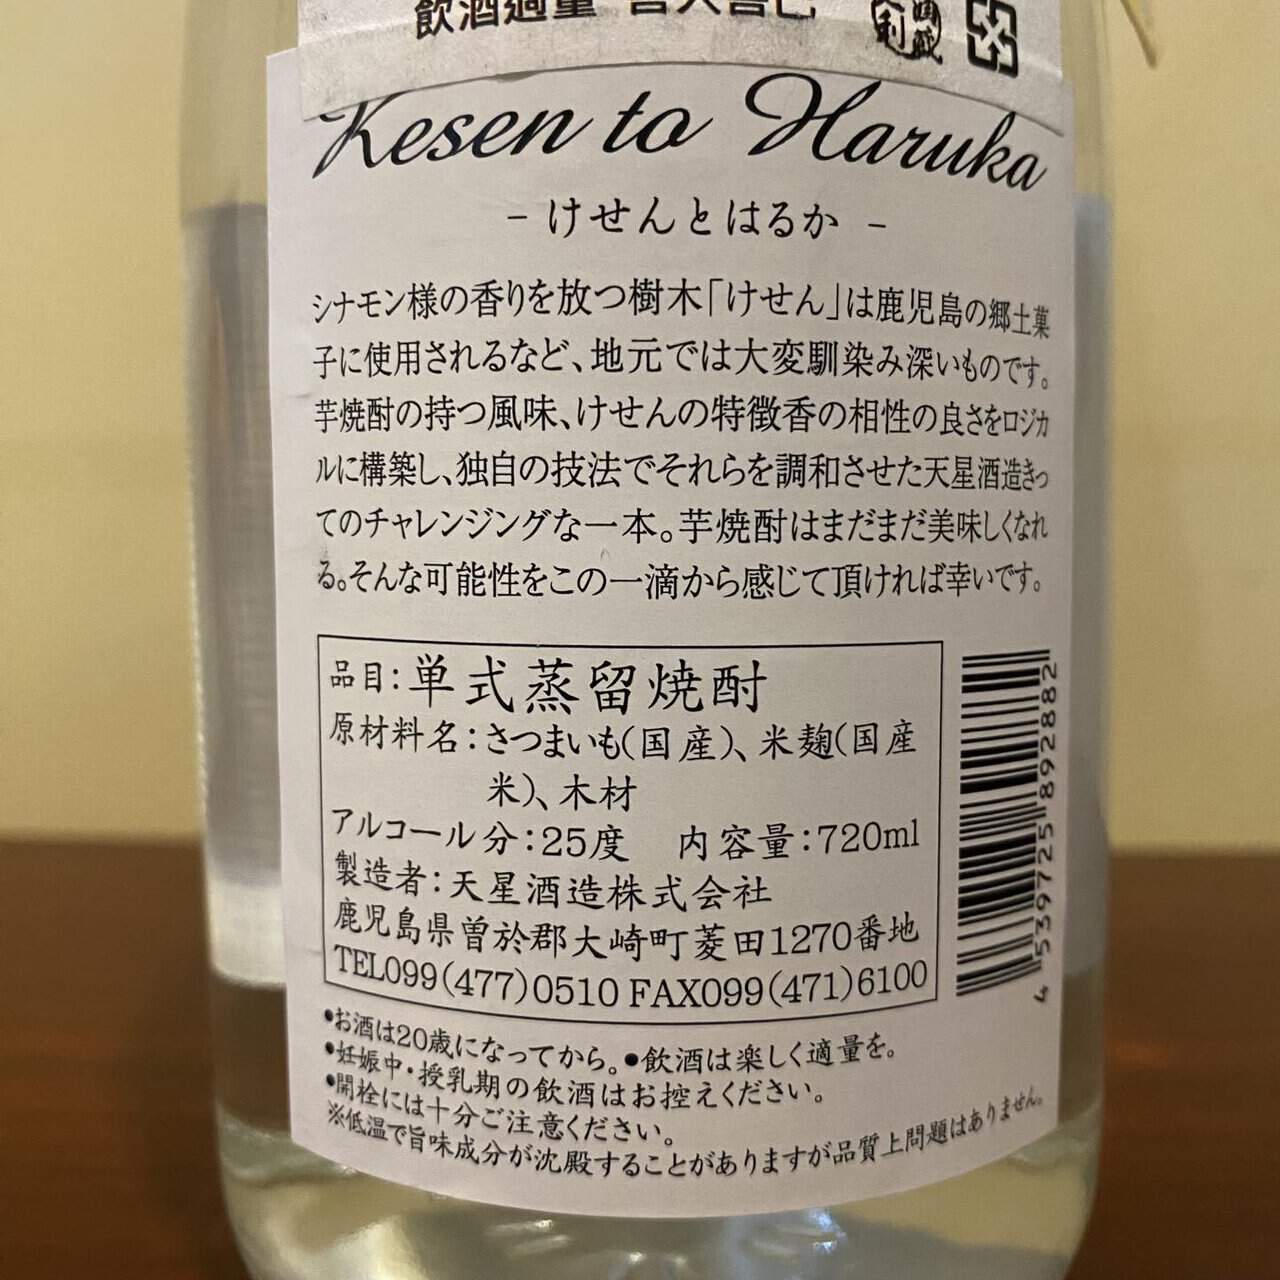 飲酒過量
Kesen to Haruka
- けせんとはるか -
シナモン様の香りを放つ樹木「けせん」は鹿児島の郷土菓
子に使用されるなど、地元では大変馴染み深いものです。
芋焼酎の持つ風味、けせんの特徴香の相性の良さをロジカ
ルに構築し、独自の技法でそれらを調和させた天星酒造きっ
てのチャレンジングな一本。芋焼酎はまだまだ美味しくなれ
る。そんな可能性をこの一滴から感じて頂ければ幸いです。
品目:単式蒸留焼酎
原材料名:さつまいも(国産)、米麹(国産
米)、木材
アルコール分:25度 内容量:720ml
製造者:天星酒造株式会社
鹿児島県曽於郡大崎町菱田1270番地
TEL099(477)0510 FAX099(471)6100
4 539725 892882
●お酒は20歳になってから。●飲酒は楽しく適量を。
●妊娠中・授乳期の飲酒はお控えください。
●開栓には十分ご注意ください。
※低温で旨味成分が沈殿することがありますが品質上問題はありません。